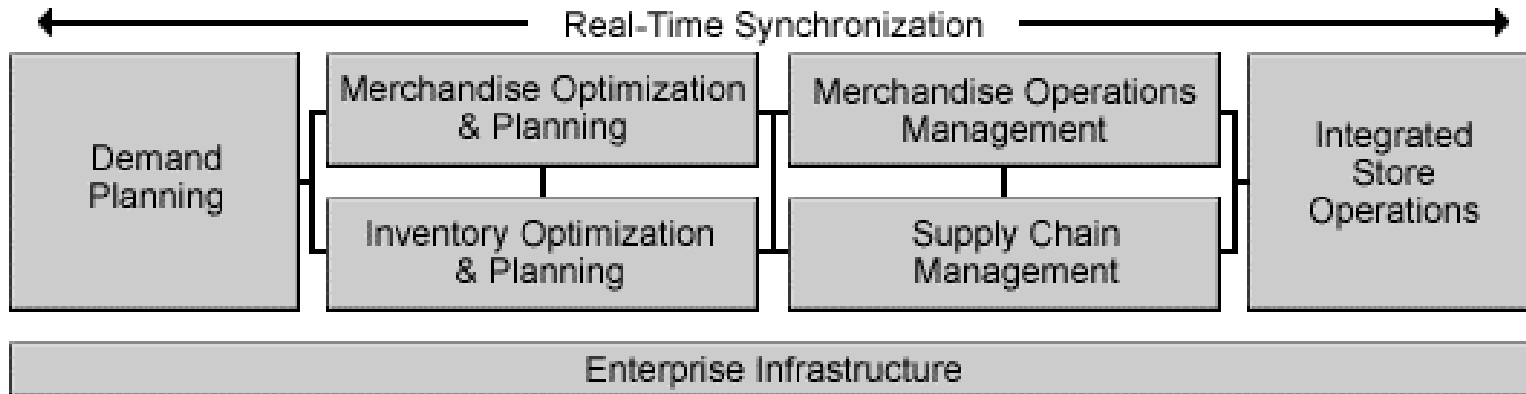 Real-Time Synchronization
Demand
Planning
Merchandise Optimization
& Planning
Inventory Optimization
& Planning
Merchandise Operations
Management
Supply Chain
Management
Integrated
Store
Operations
Enterprise Infrastructure